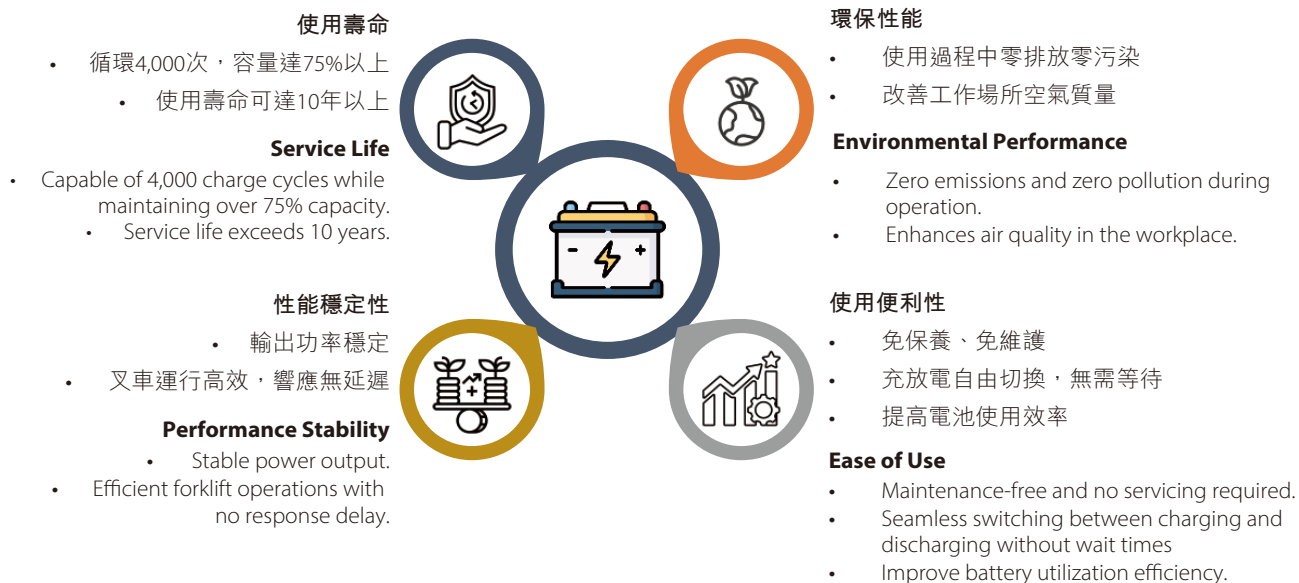 使用壽命
• 循環4,000次，容量達75%以上
• 使用壽命可達10年以上
Service Life
• Capable of 4,000 charge cycles while
maintaining over 75% capacity.
• Service life exceeds 10 years.
環保性能
• 使用過程中零排放零污染
• 改善工作場所空氣質量
Environmental Performance
• Zero emissions and zero pollution during
operation.
• Enhances air quality in the workplace.
性能穩定性
• 輸出功率穩定
• 叉車運行高效，響應無延遲
Performance Stability
• Stable power output.
• Efficient forklift operations with
no response delay.
使用便利性
• 免保養、免維護
• 充放電自由切換，無需等待
• 提高電池使用效率
Ease of Use
• Maintenance-free and no servicing required.
• Seamless switching between charging and
discharging without wait times
• Improve battery utilization efficiency.